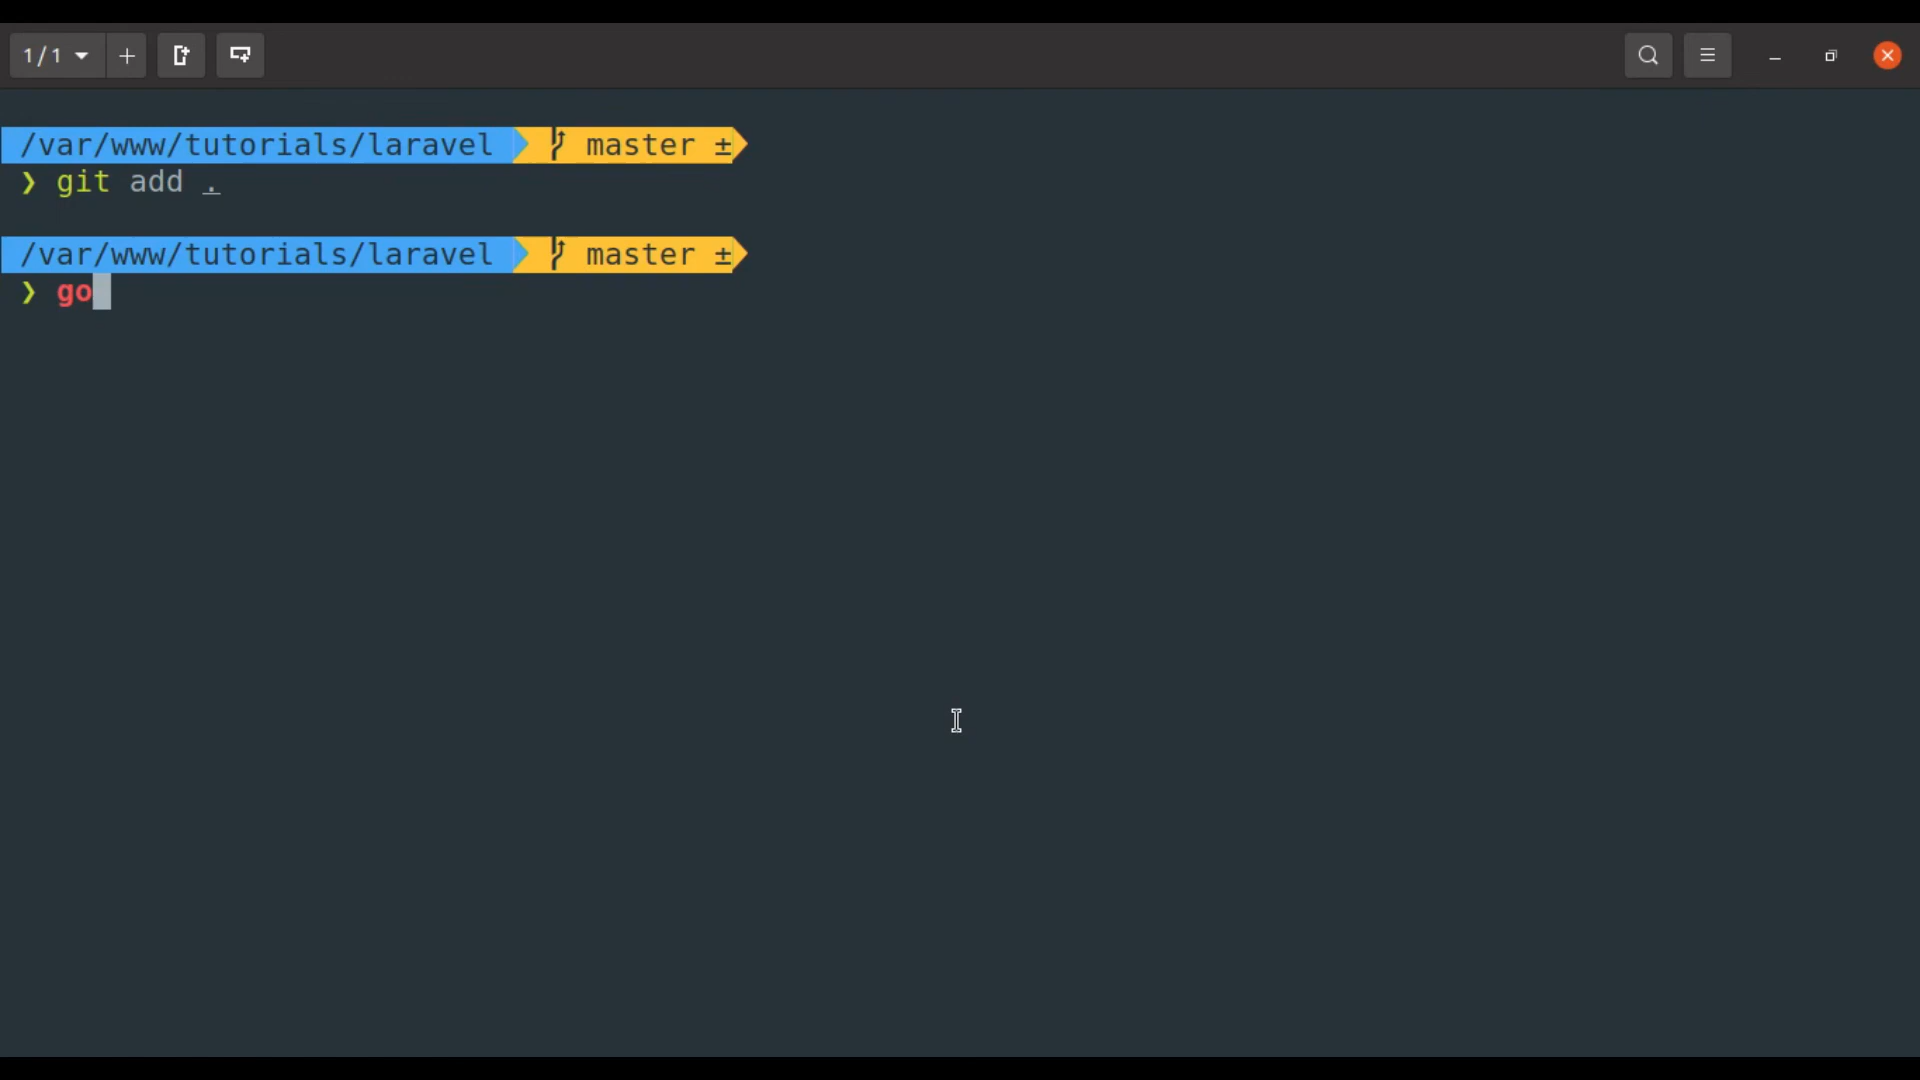 1/1
/var/www/tutorials/laravel master ±
❯ git add .
/var/www/tutorials/laravel master ±
❯ go